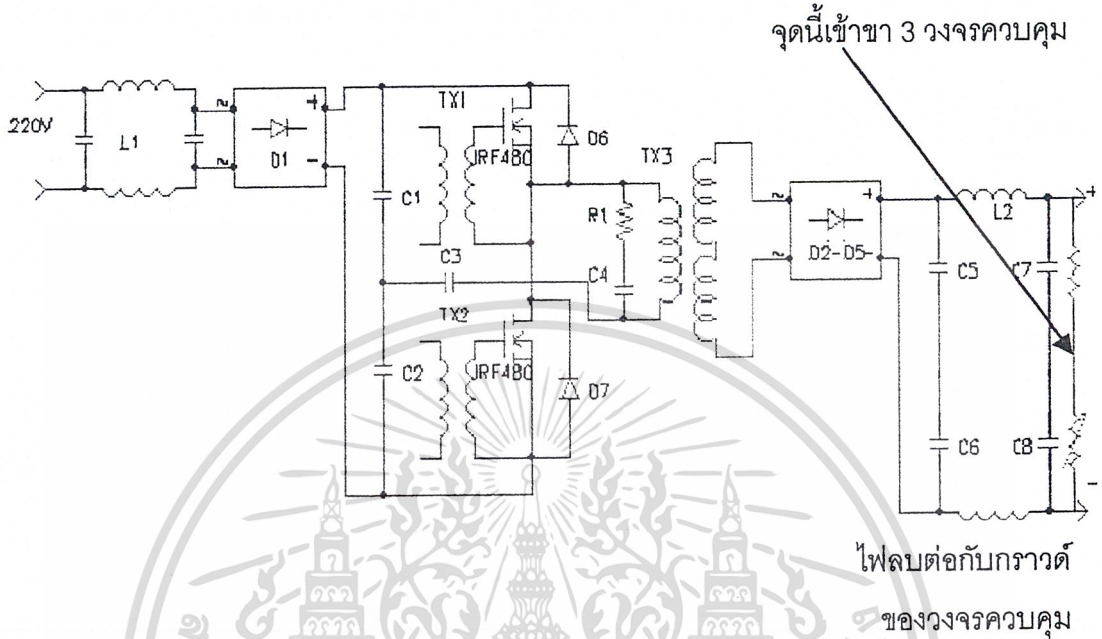 จุดนี้เข้าขา 3 วงจรควบคุม
220V
L1
~
~
D1
+
-
TX1
IRF480
D6
C1
C3
TX2
IRF480
C2
D7
R1
C4
TX3
~
~
D2-D5
+
-
C5
C6
L2
C7
C8
+
-
ไฟลบต่อกับกราวด์
ของวงจรควบคุม